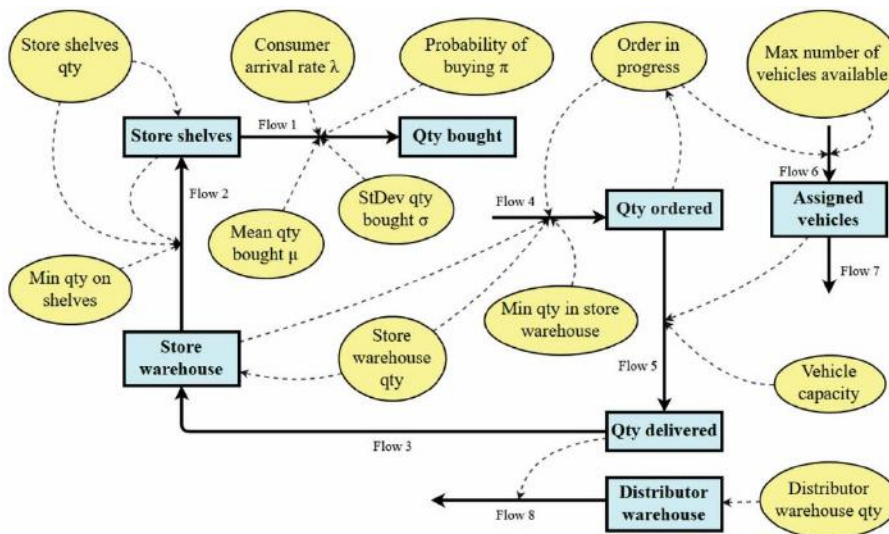 Store shelves
qty
Consumer
arrival rate λ
Probability of
buying π
Order in
progress
Max number of
vehicles available
Store shelves
Flow 1
Qty bought
Flow 2
Flow 6
StDev qty
bought σ
Flow 4
Qty ordered
Assigned
vehicles
Mean qty
bought μ
Min qty on
shelves
Flow 7
Min qty in store
warehouse
Store
warehouse
Store
warehouse
qty
Flow 5
Vehicle
capacity
Flow 3
Qty delivered
Flow 8
Distributor
warehouse
Distributor
warehouse qty